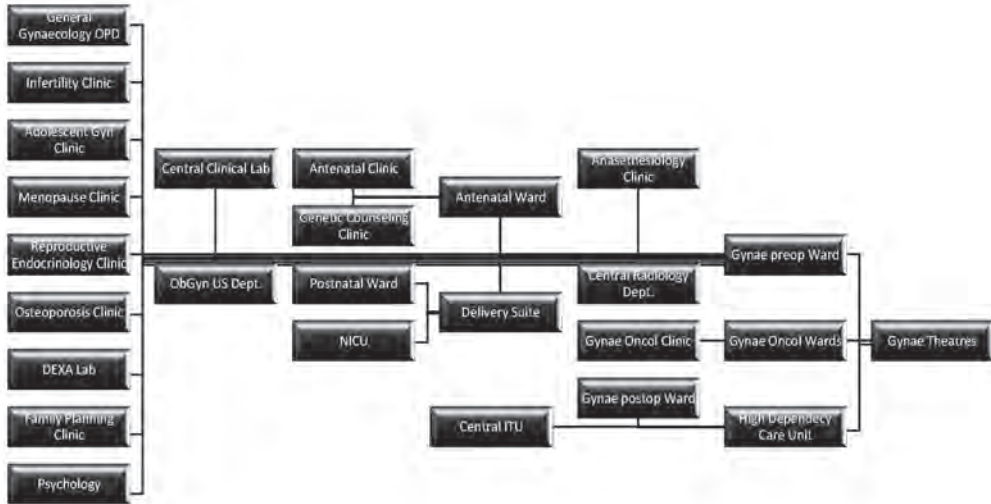 General
Gynaecology OPD
Infertility Clinic
Adolescent Gyn
Clinic
Menopause Clinic
Reproductive
Endocrinology Clinic
Osteoporosis Clinic
DEXA Lab
Family Planning
Clinic
Psychology
Central Clinical Lab
ObGyn US Dept.
Antenatal Clinic
Genetic Counseling
Clinic
Postnatal Ward
NICU
Antenatal Ward
Delivery Suite
Central ITU
Anasethesiology
Clinic
Central Radiology
Dept.
Gynae Oncol Clinic
Gynae postop Ward
Gynae preop Ward
Gynae Oncol Wards
High Dependecy
Care Unit
Gynae Theatres